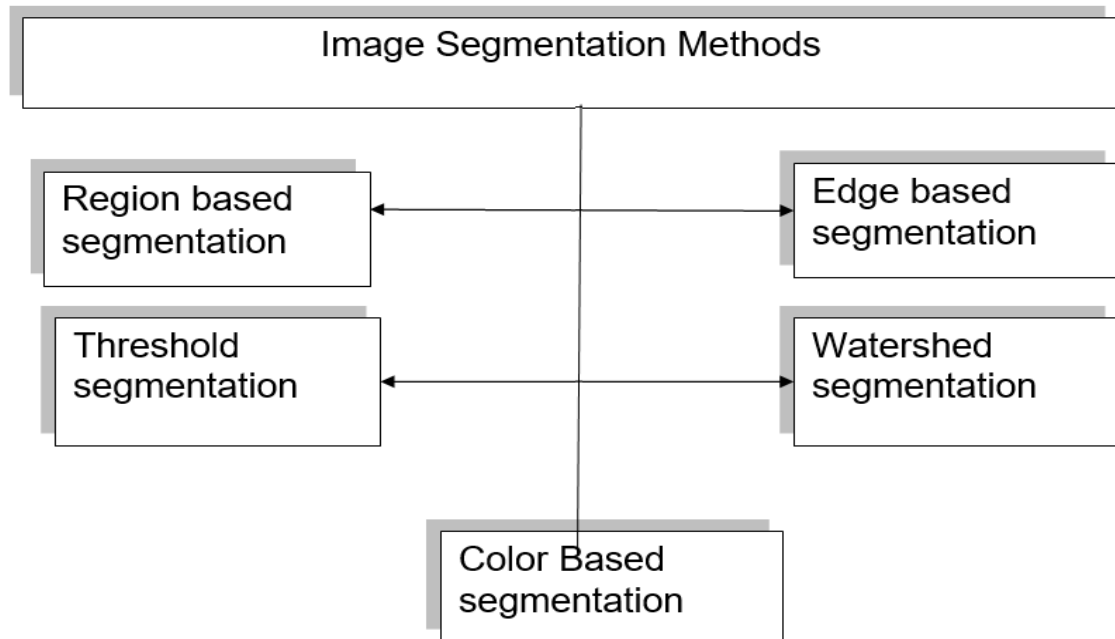 Image Segmentation Methods
Region based
segmentation
Edge based
segmentation
Threshold
segmentation
Watershed
segmentation
Color Based
segmentation